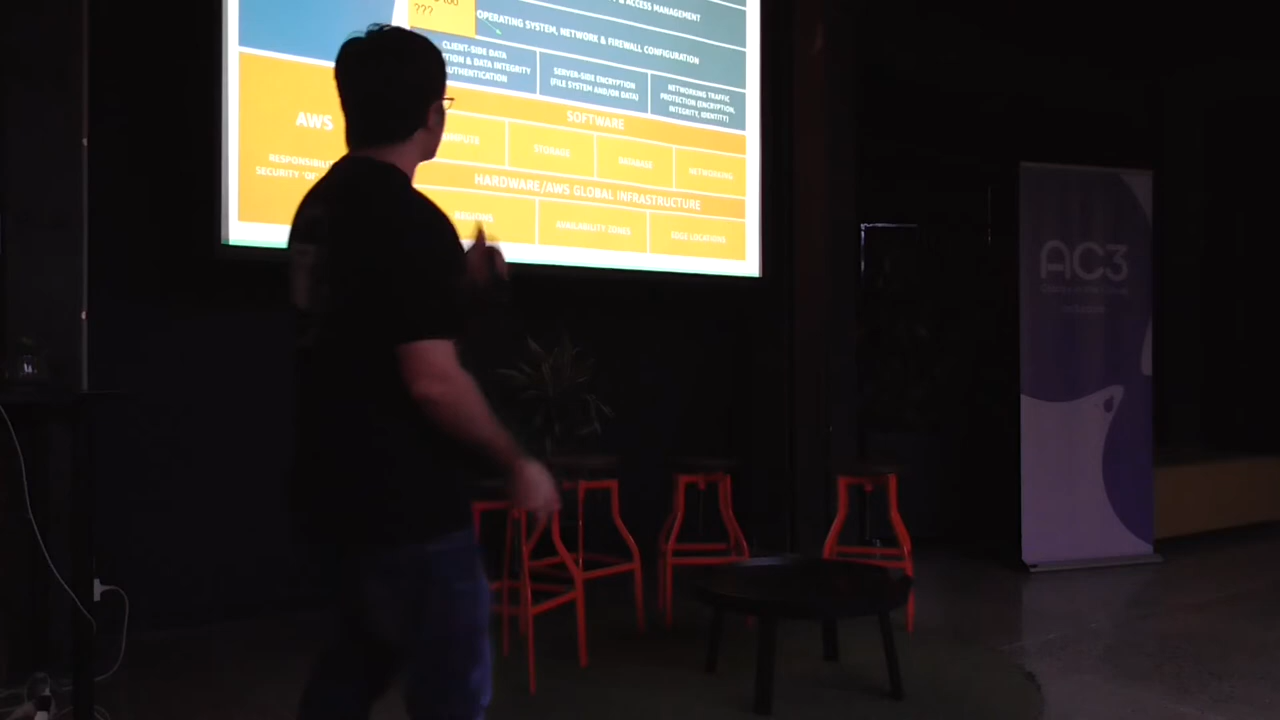 ???
& ACCESS MANAGEMENT
OPERATING SYSTEM, NETWORK & FIREWALL CONFIGURATION
CLIENT-SIDE DATA
& DATA INTEGRITY
AUTHENTICATION
SERVER-SIDE ENCRYPTION
(FILE SYSTEM AND/OR DATA)
NETWORKING TRAFFIC
PROTECTION (ENCRYPTION,
INTEGRITY, IDENTITY)
AWS
SOFTWARE
STORAGE
DATABASE
NETWORKING
SECURITY 'OF'
HARDWARE/AWS GLOBAL INFRASTRUCTURE
REGIONS
AVAILABILITY ZONES
EDGE LOCATIONS
AC3